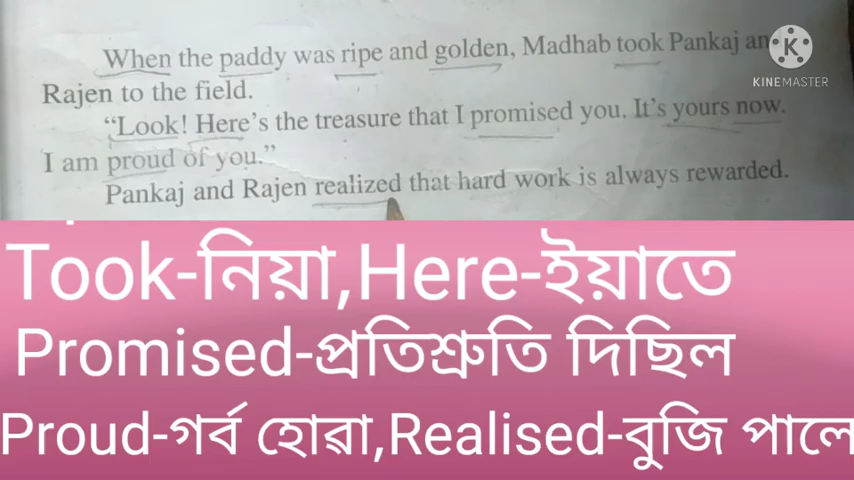 When the paddy was ripe and golden, Madhab took Pankaj an
Rajen to the field.
“Look! Here’s the treasure that I promised you. It’s yours now.
I am proud of you.”
Pankaj and Rajen realized that hard work is always rewarded.
KINEMASTER
Took-নিয়া,Here-ইয়াতে
Promised-প্ৰতিশ্ৰুতি দিছিল
Proud-গৰ্ব হোৱা,Realised-বুজি পালে